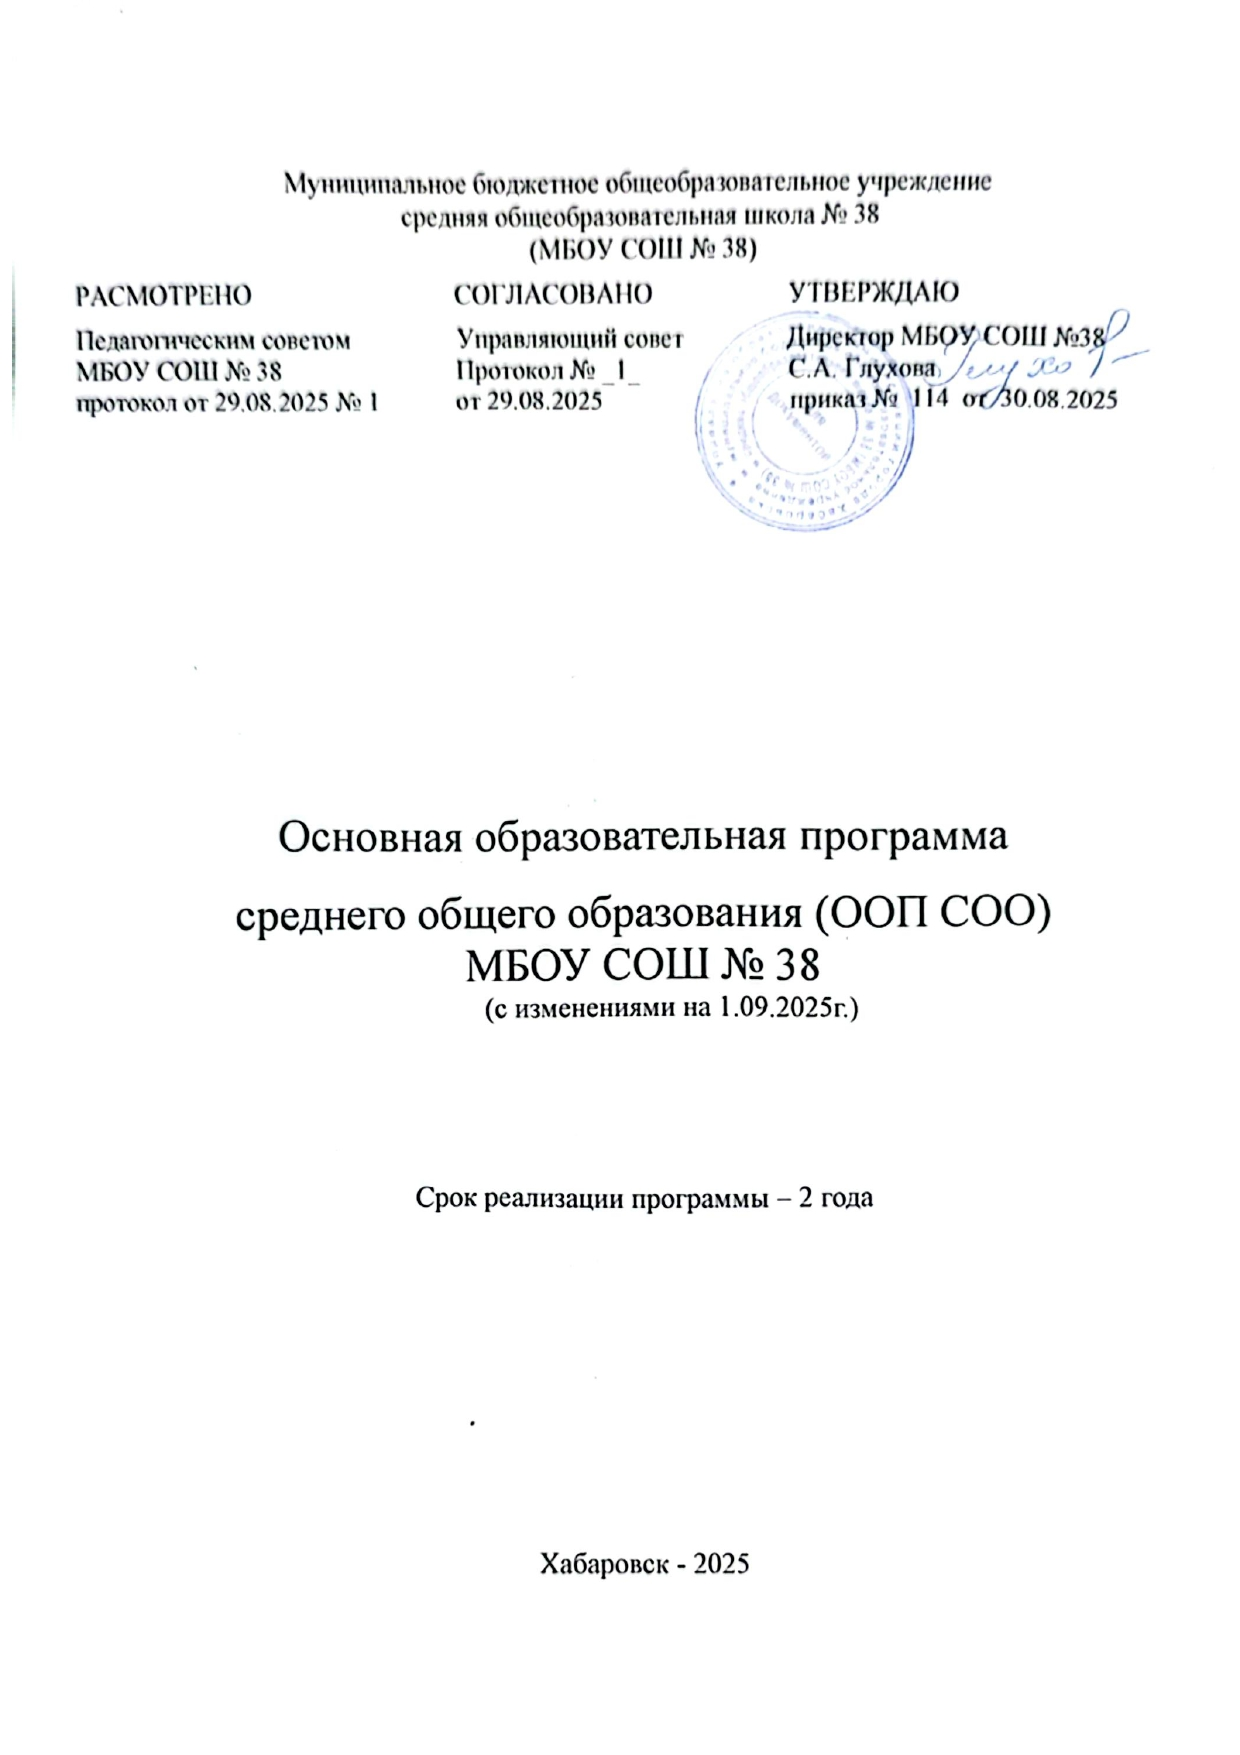 Муниципальное бюджетное общеобразовательное учреждение
средняя общеобразовательная школа № 38
(МБОУ СОШ № 38)
РАСМОТРЕНО
Педагогическим советом
МБОУ СОШ № 38
протокол от 29.08.2025 № 1
СОГЛАСОВАНО
Управляющий совет
Протокол № _1_
от 29.08.2025
УТВЕРЖДАЮ
Директор МБОУ СОШ №38
С.А. Глухова
приказ № 114 от 30.08.2025
Основная образовательная программа
среднего общего образования (ООП СОО)
МБОУ СОШ № 38
(с изменениями на 1.09.2025г.)
Срок реализации программы – 2 года
Хабаровск - 2025